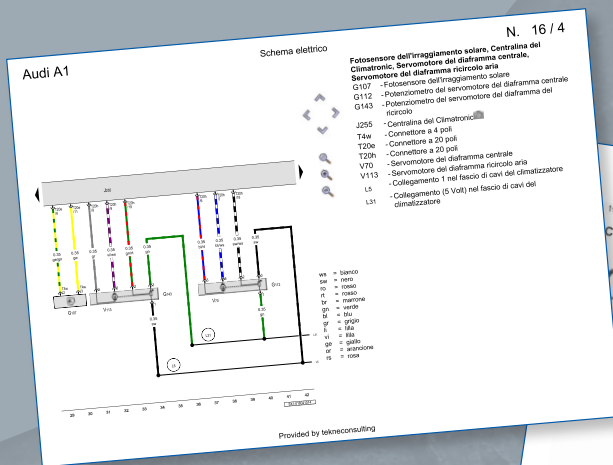 N. 16 / 4
Audi A1
Schema elettrico
Fotosensore dell'irraggiamento solare, Centralina del
Climatronic, Servomotore del diaframma centrale,
Servomotore del diaframma ricircolo aria
G107 - Fotosensore dell'irraggiamento solare
G112 - Potenziometro del servomotore del diaframma centrale
G143 - Potenziometro del servomotore del diaframma del
ricircolo
J255 - Centralina del Climatronic
T4w - Connettore a 4 poli
T20e - Connettore a 20 poli
T20h - Connettore a 20 poli
V70 - Servomotore del diaframma centrale
V113 - Servomotore del diaframma ricircolo aria
L5 - Collegamento 1 nel fascio di cavi del climatizzatore
L31 - Collegamento (5 Volt) nel fascio di cavi del
climatizzatore
ws = bianco
sw = nero
ro = rosso
rt = rosso
br = marrone
gn = verde
bl = blu
gr = grigio
li = lilla
vi = lilla
ge = giallo
or = arancione
rs = rosa
L31
L5
29 30 31 32 33 34 35 36 37 38 39 40 41 42
Provided by tekneconsulting